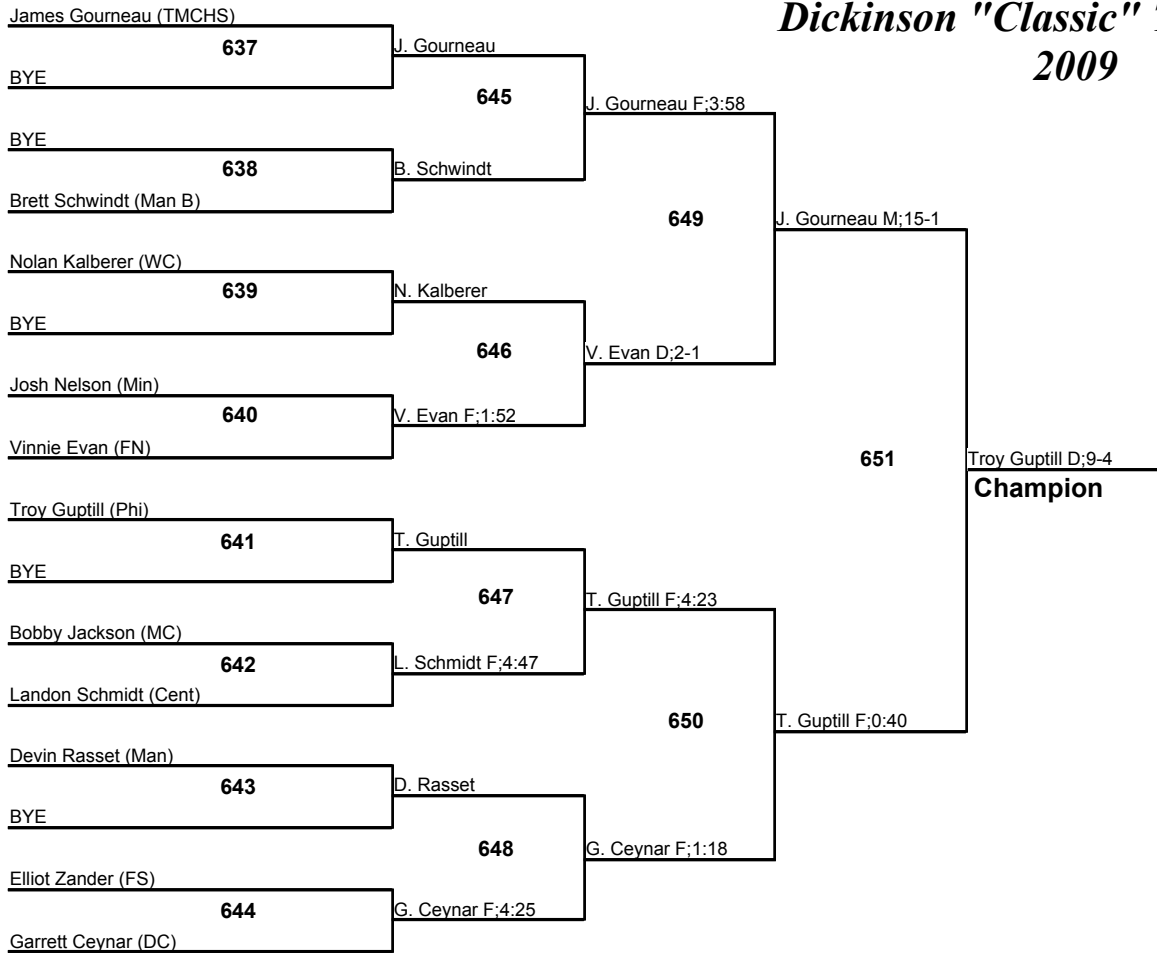 James Gourneau (TMCHS)
Dickinson "Classic"
2009
637
J. Gourneau
BYE
645
J. Gourneau F;3:58
BYE
638
B. Schwindt
Brett Schwindt (Man B)
649
J. Gourneau M;15-1
Nolan Kalberer (WC)
639
N. Kalberer
BYE
646
V. Evan D;2-1
Josh Nelson (Min)
640
V. Evan F;1:52
Vinnie Evan (FN)
651
Troy Guptill D;9-4
Champion
Troy Guptill (Phi)
641
T. Guptill
BYE
647
T. Guptill F;4:23
Bobby Jackson (MC)
642
L. Schmidt F;4:47
Landon Schmidt (Cent)
650
T. Guptill F;0:40
Devin Rasset (Man)
643
D. Rasset
BYE
648
G. Ceynar F;1:18
Elliot Zander (FS)
644
G. Ceynar F;4:25
Garrett Ceynar (DC)